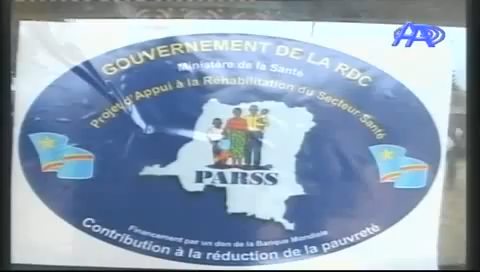 GOUVERNEMENT DE LA RDC
Ministère de la Santé
Projet d'Appui à la Réhabilitation du Secteur Santé
PARSS
Financement par un don de la Banque Mondiale
Contribution à la réduction de la pauvreté